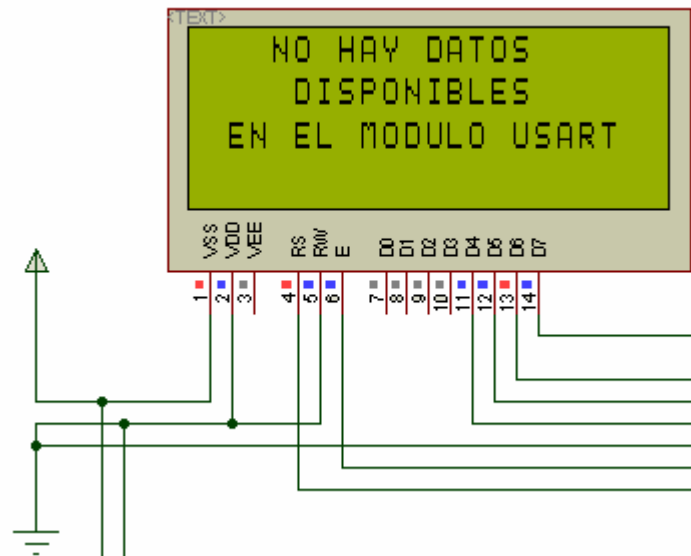 <TEXT>
NO HAY DATOS
DISPONIBLES
EN EL MODULO USART
VSS VDD VEE RS RW E D0 D1 D2 D3 D4 D5 D6 D7
1 2 3 4 5 6 7 8 9 10 11 12 13 14